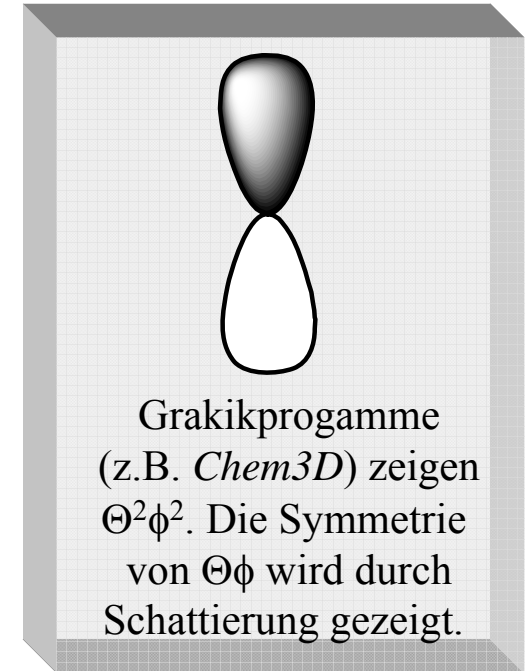 Grakikprogamme
(z.B. Chem3D) zeigen
Θ²ϕ². Die Symmetrie
von Θϕ wird durch
Schattierung gezeigt.